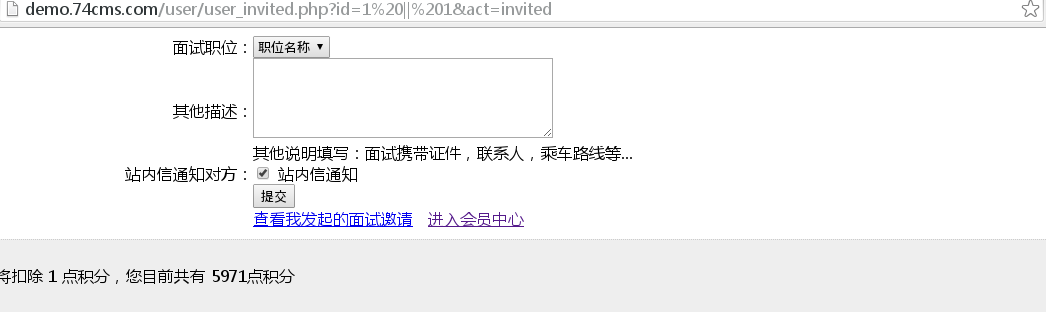 demo.74cms.com/user/user_invited.php?id=1%20||%201&act=invited
面试职位：职位名称
其他描述：
其他说明填写：面试携带证件，联系人，乘车路线等...
站内信通知对方： 站内信通知
提交
查看我发起的面试邀请 进入会员中心
将扣除 1 点积分，您目前共有 5971点积分